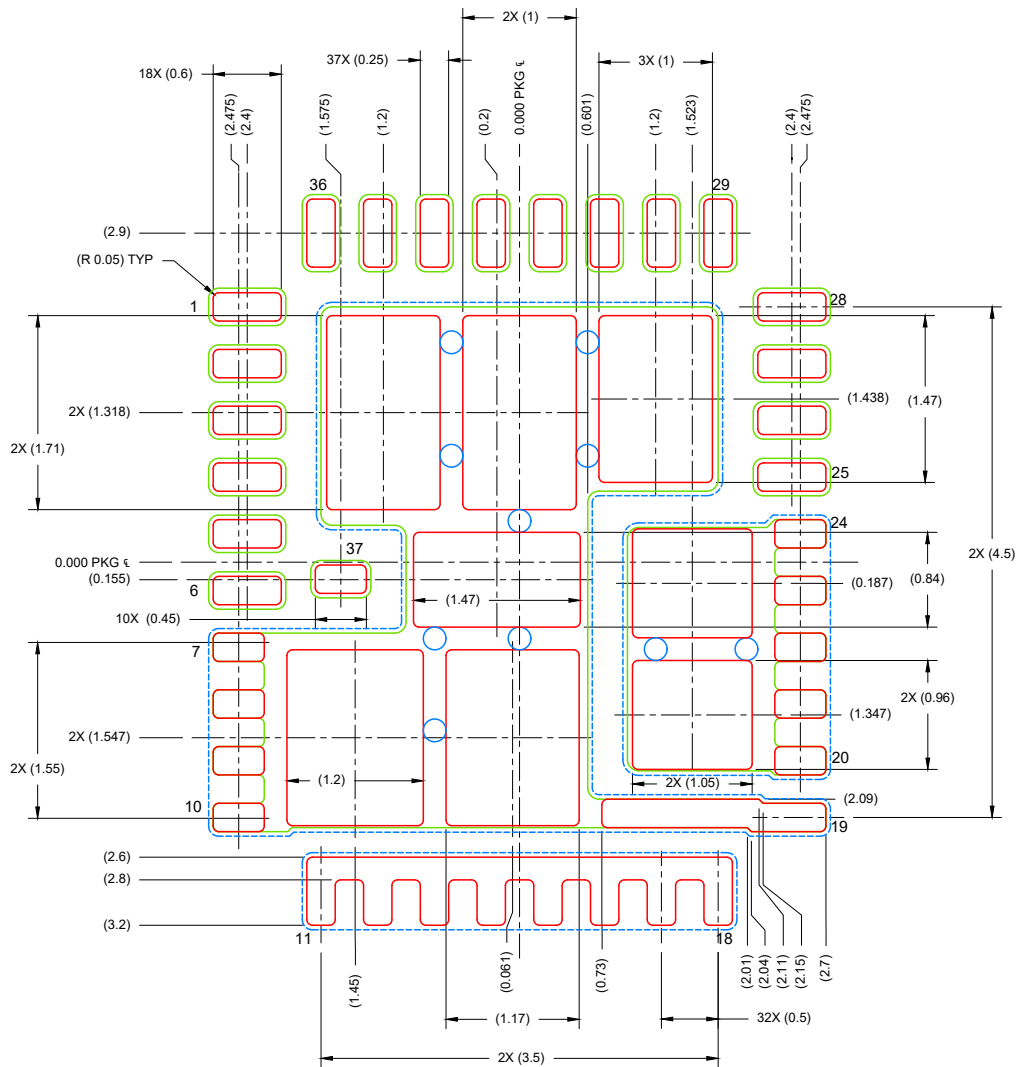 2X (1)
37X (0.25)
3X (1)
18X (0.6)
(2.475)
(2.4)
(1.575)
(1.2)
(0.2)
0.000 PKG ℄
(0.601)
(1.2)
(1.523)
(2.4)
(2.475)
36
29
(2.9)
(R 0.05) TYP
1
28
2X (1.318)
(1.438)
(1.47)
2X (1.71)
25
24
37
0.000 PKG ℄
(0.155)
2X (4.5)
(0.187)
(0.84)
6
(1.47)
10X (0.45)
7
2X (0.96)
(1.347)
2X (1.547)
2X (1.55)
(1.2)
2X (1.05)
20
10
(2.09)
19
(2.6)
(2.8)
(3.2)
11
18
(1.45)
(0.061)
(0.73)
(2.01)
(2.04)
(2.11)
(2.15)
(2.7)
(1.17)
32X (0.5)
2X (3.5)